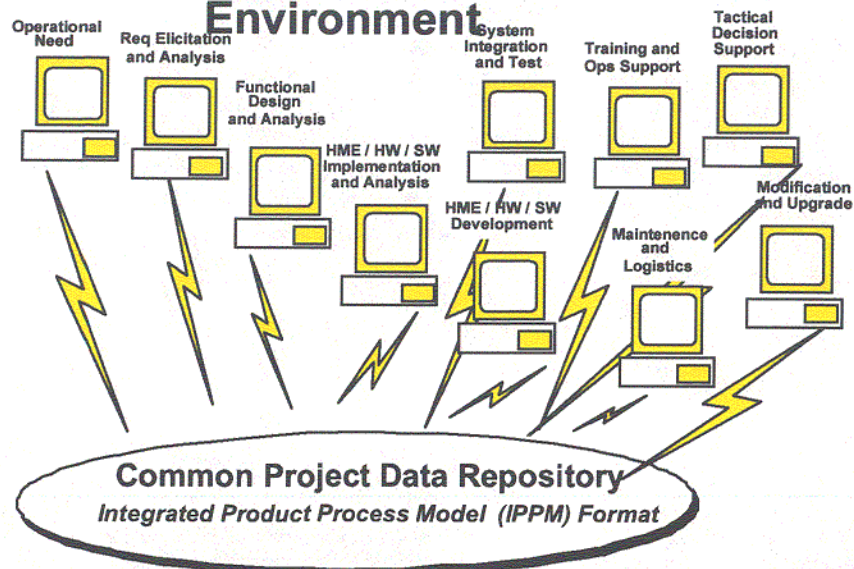 Environment
Operational
Need
Req Elicitation
and Analysis
Functional
Design
and Analysis
HME / HW / SW
Implementation
and Analysis
System
Integration
and Test
HME / HW / SW
Development
Training and
Ops Support
Tactical
Decision
Support
Maintenence
and
Logistics
Modification
and Upgrade
Common Project Data Repository
Integrated Product Process Model (IPPM) Format